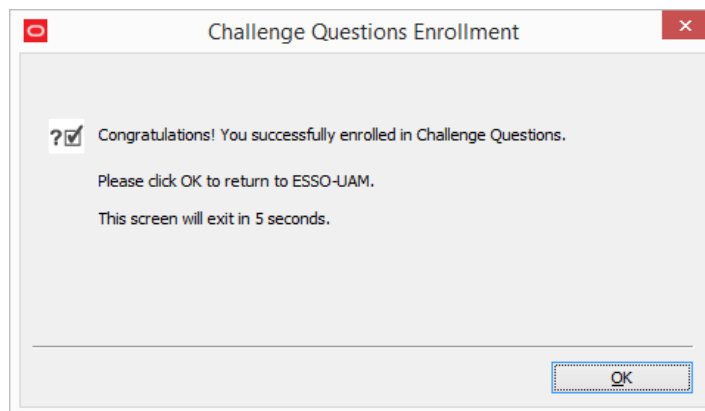 Challenge Questions Enrollment
Congratulations! You successfully enrolled in Challenge Questions.
Please click OK to return to ESSO-UAM.
This screen will exit in 5 seconds.
OK